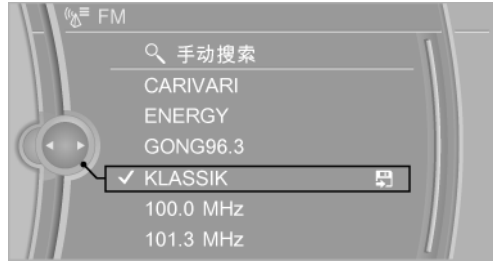 FM
手动搜索
CARIVARI
ENERGY
GONG96.3
KLASSIK
100.0 MHz
101.3 MHz